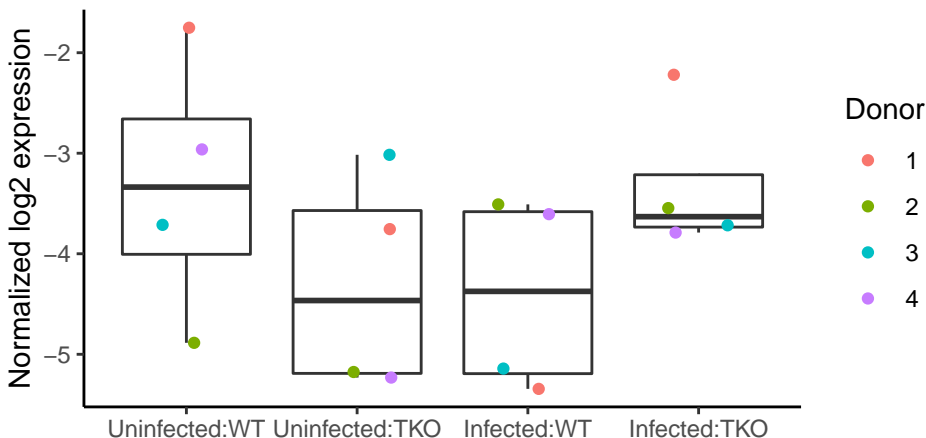 Normalized log2 expression
−2
−3
−4
−5
Uninfected:WT Uninfected:TKO Infected:WT Infected:TKO
Donor
1
2
3
4